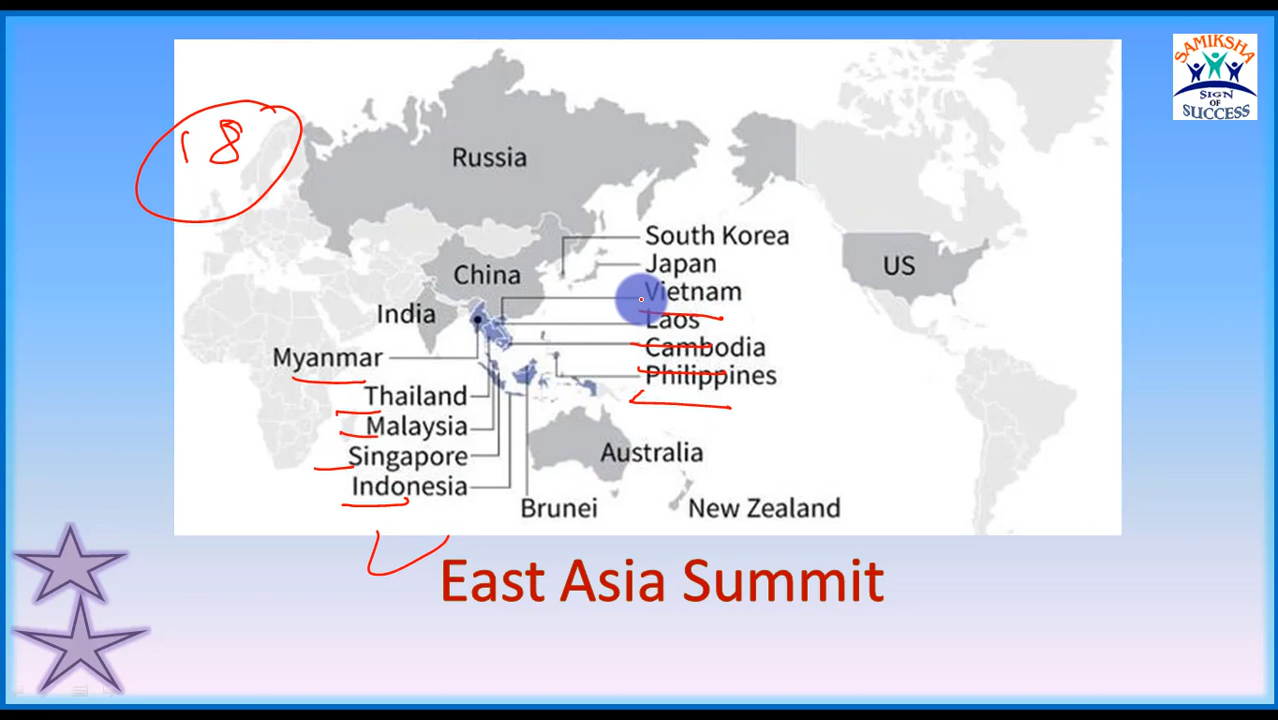 SAMIKSHA
SIGN
OF
SUCCESS
18
Russia
South Korea
Japan
China
US
Vietnam
India
Laos
Cambodia
Myanmar
Philippines
Thailand
Malaysia
Singapore
Australia
Indonesia
Brunei
New Zealand
East Asia Summit